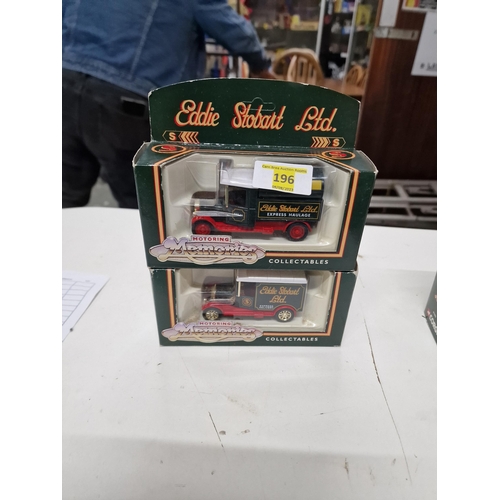 Eddie Stobart Ltd.
S
S
196
Eddie Stobart Ltd
EXPRESS HAULAGE
MOTORING
Memories
COLLECTABLES
Eddie Stobart
Ltd.
MOTORING
Memories
COLLECTABLES